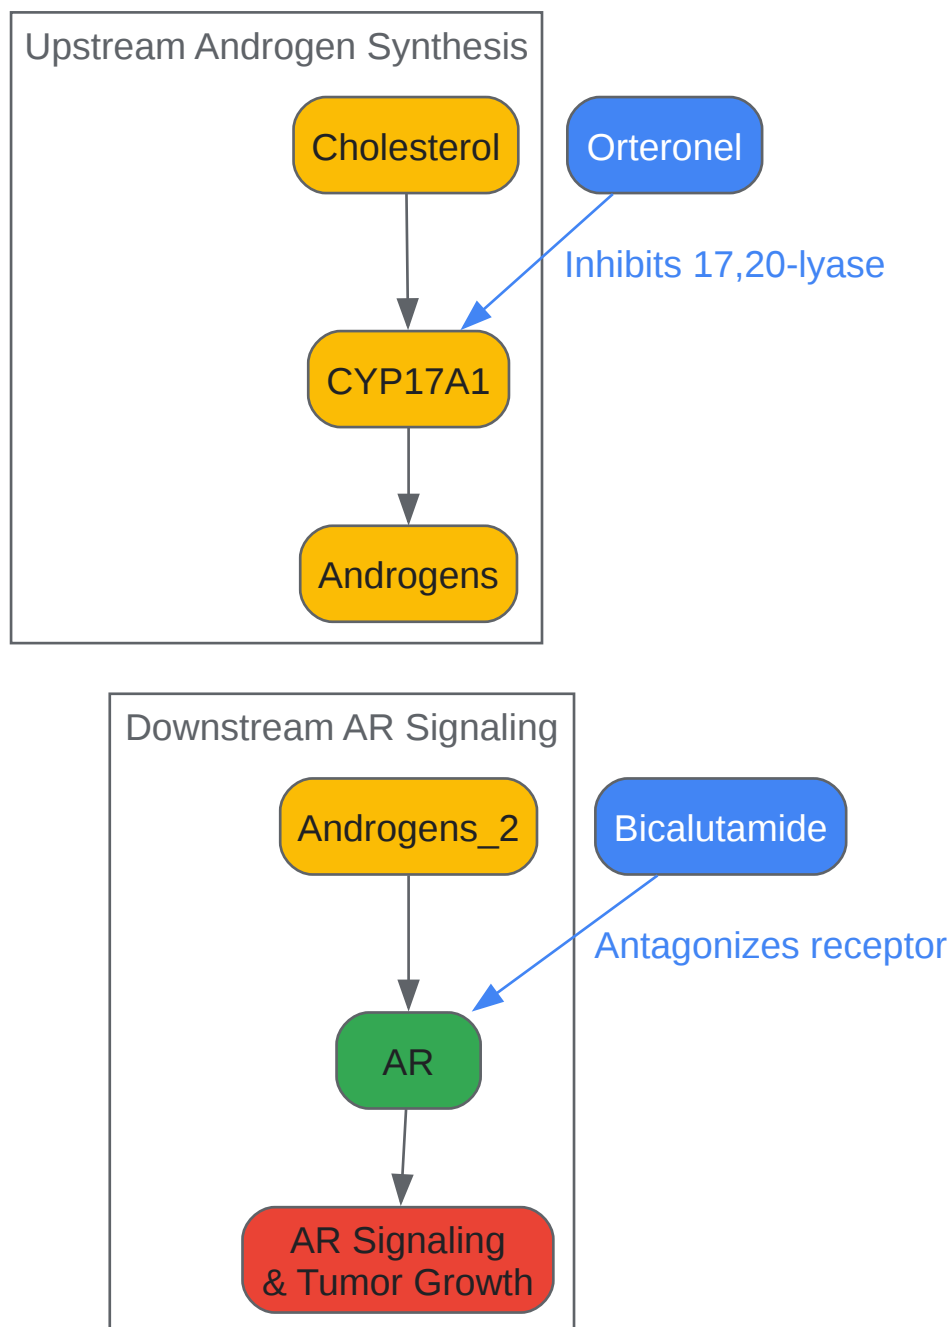 Upstream Androgen Synthesis
Cholesterol
Orteronel
Inhibits 17,20-lyase
CYP17A1
Androgens
Downstream AR Signaling
Androgens_2
Bicalutamide
Antagonizes receptor
AR
AR Signaling
& Tumor Growth